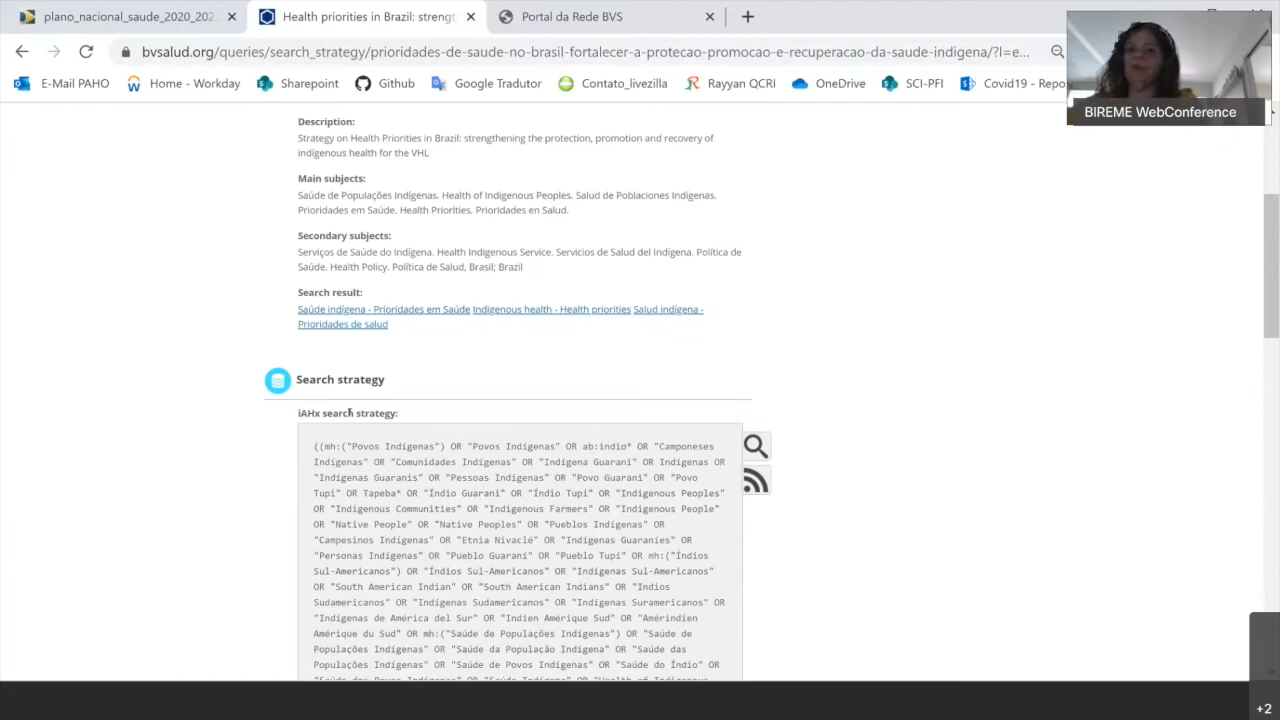 plano_nacional_saude_2020_202
Health priorities in Brazil: strengt
Portal da Rede BVS
bvsalud.org/queries/search_strategy/prioridades-de-saude-no-brasil-fortalecer-a-protecao-promocao-e-recuperacao-da-saude-indigena/?l=e...
E-Mail PAHO
Home - Workday
Sharepoint
Github
Google Tradutor
Contato_livezilla
Rayyan QCRI
OneDrive
SCI-PFI
Covid19 - Repo
BIREME WebConference
Description:
Strategy on Health Priorities in Brazil: strengthening the protection, promotion and recovery of
indigenous health for the VHL
Main subjects:
Saúde de Populações Indígenas. Health of Indigenous Peoples. Salud de Poblaciones Indígenas.
Prioridades em Saúde. Health Priorities. Prioridades en Salud.
Secondary subjects:
Serviços de Saúde do Indígena. Health Indigenous Service. Servicios de Salud del Indígena. Política de
Saúde. Health Policy. Política de Salud, Brasil; Brazil
Search result:
Saúde indígena - Prioridades em Saúde Indigenous health - Health priorities Salud indígena -
Prioridades de salud
Search strategy
iAHx search strategy:
((mh:("Povos Indígenas") OR "Povos Indígenas" OR ab:indio* OR "Camponeses
Indígenas" OR "Comunidades Indígenas" OR "Indígena Guarani" OR Indígenas OR
"Indígenas Guaranis" OR "Pessoas Indígenas" OR "Povo Guarani" OR "Povo
Tupi" OR Tapeba* OR "Índio Guarani" OR "Índio Tupi" OR "Indigenous Peoples"
OR "Indigenous Communities" OR "Indigenous Farmers" OR "Indigenous People"
OR "Native People" OR "Native Peoples" OR "Pueblos Indígenas" OR
"Campesinos Indígenas" OR "Etnia Nivaclé" OR "Indígenas Guaraníes" OR
"Personas Indígenas" OR "Pueblo Guaraní" OR "Pueblo Tupí" OR mh:("Índios
Sul-Americanos") OR "Índios Sul-Americanos" OR "Indígenas Sul-Americanos"
OR "South American Indian" OR "South American Indians" OR "Indios
Sudamericanos" OR "Indígenas Sudamericanos" OR "Indígenas Suramericanos" OR
"Indígenas de América del Sur" OR "Indien Amérique Sud" OR "Amérindien
Amérique du Sud" OR mh:("Saúde de Populações Indígenas") OR "Saúde de
Populações Indígenas" OR "Saúde da População Indígena" OR "Saúde das
Populações Indígenas" OR "Saúde de Povos Indígenas" OR "Saúde do Índio" OR
"Saúde dos Povos Indígenas" OR "Saúde Indígena" OR "Health of Indigenous
+2